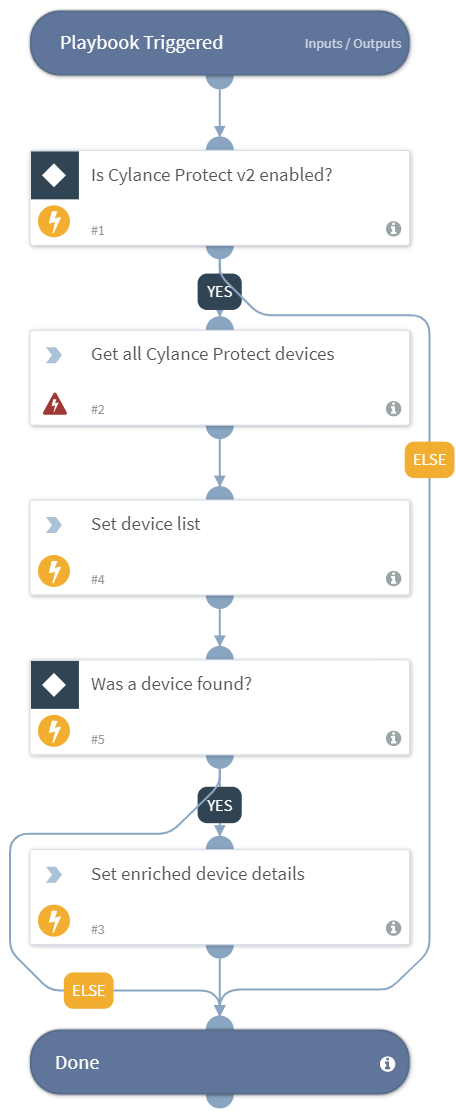 Playbook Triggered
Inputs / Outputs
Is Cylance Protect v2 enabled?
#1
YES
Get all Cylance Protect devices
#2
ELSE
Set device list
#4
Was a device found?
#5
YES
Set enriched device details
#3
ELSE
Done